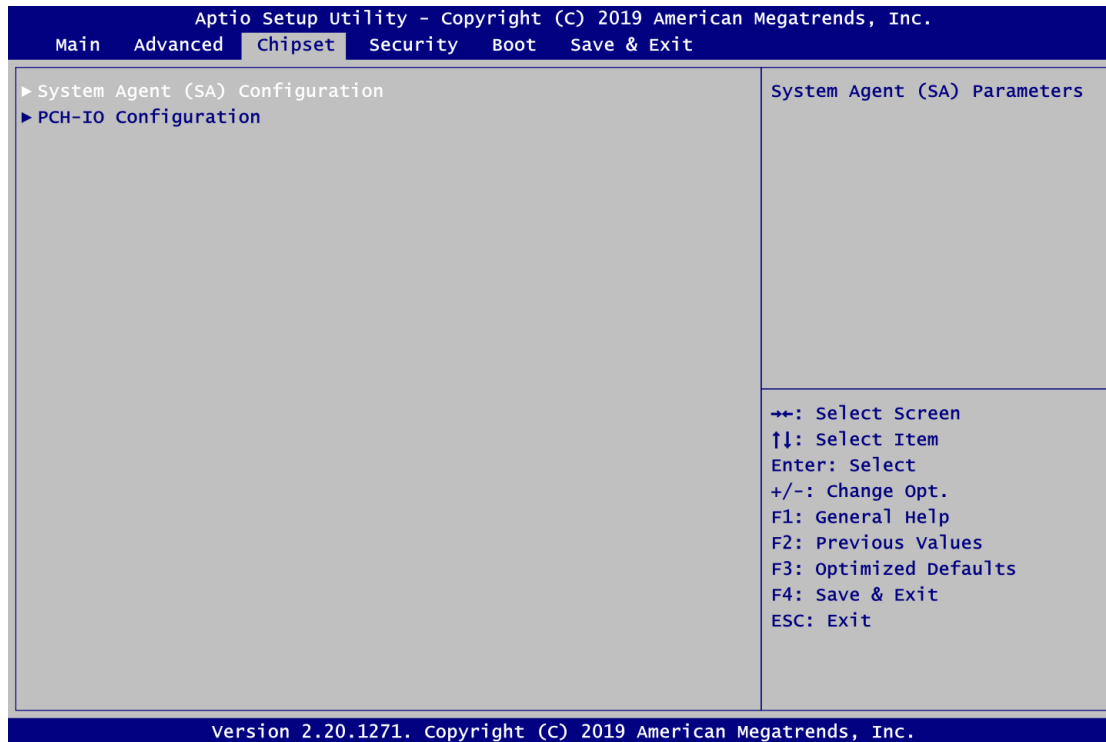 Aptio Setup Utility - Copyright (C) 2019 American Megatrends, Inc.
Main Advanced Chipset Security Boot Save & Exit
►System Agent (SA) Configuration
►PCH-IO Configuration
System Agent (SA) Parameters
→←: Select Screen
↑↓: Select Item
Enter: Select
+/-: Change Opt.
F1: General Help
F2: Previous Values
F3: Optimized Defaults
F4: Save & Exit
ESC: Exit
Version 2.20.1271. Copyright (C) 2019 American Megatrends, Inc.